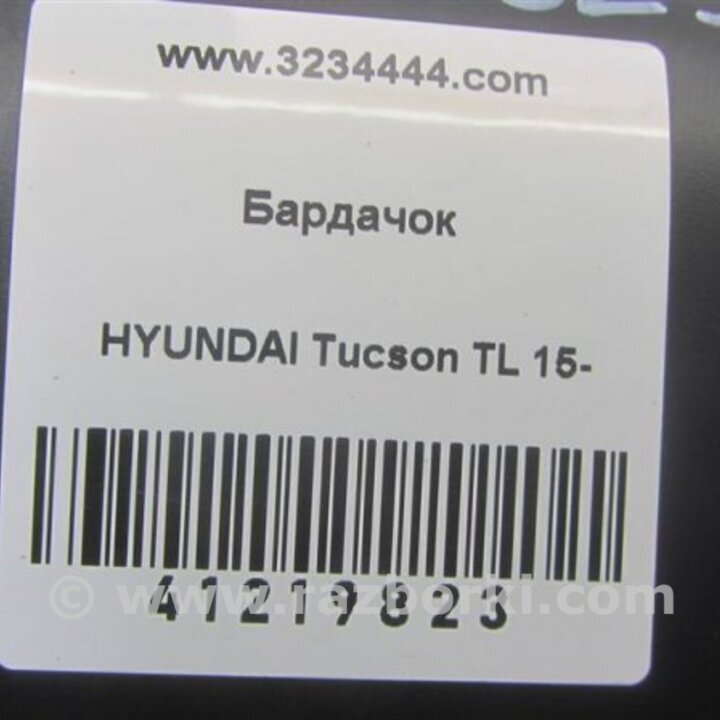 www.3234444.com
Бардачок
HYUNDAI Tucson TL 15-
41219823
© www.razborki.com